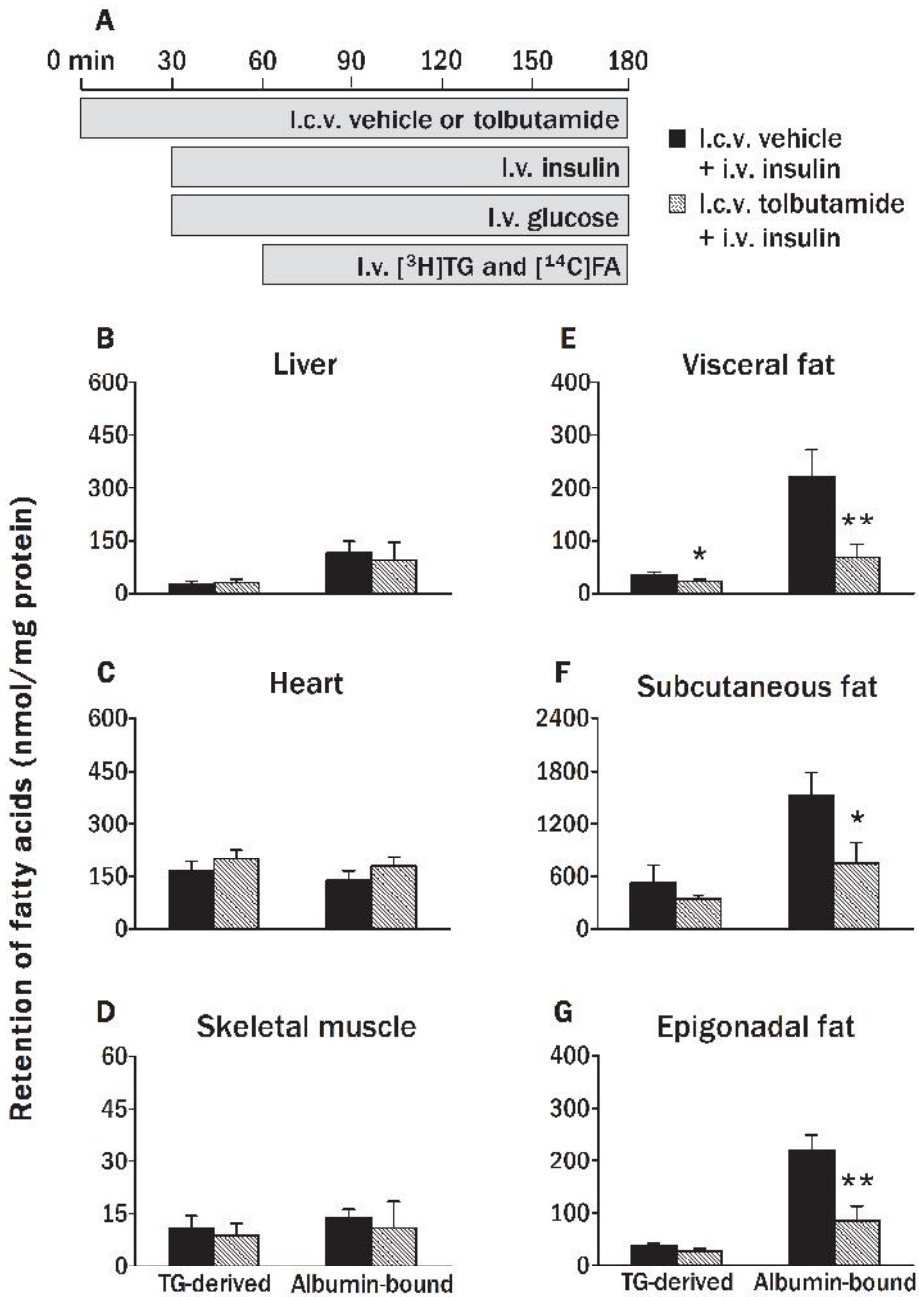 A
0 min 30 60 90 120 150 180
I.c.v. vehicle or tolbutamide
I.v. insulin
I.v. glucose
I.v. [³H]TG and [¹⁴C]FA
I.c.v. vehicle
+ i.v. insulin
I.c.v. tolbutamide
+ i.v. insulin
Retention of fatty acids (nmol/mg protein)
B
Liver
600
450
300
150
0
C
Heart
600
450
300
150
0
D
Skeletal muscle
60
45
30
15
0
TG-derived Albumin-bound
E
Visceral fat
400
300
200
100
0
*
**
F
Subcutaneous fat
2400
1800
1200
600
0
*
G
Epigonadal fat
400
300
200
100
0
**
TG-derived Albumin-bound